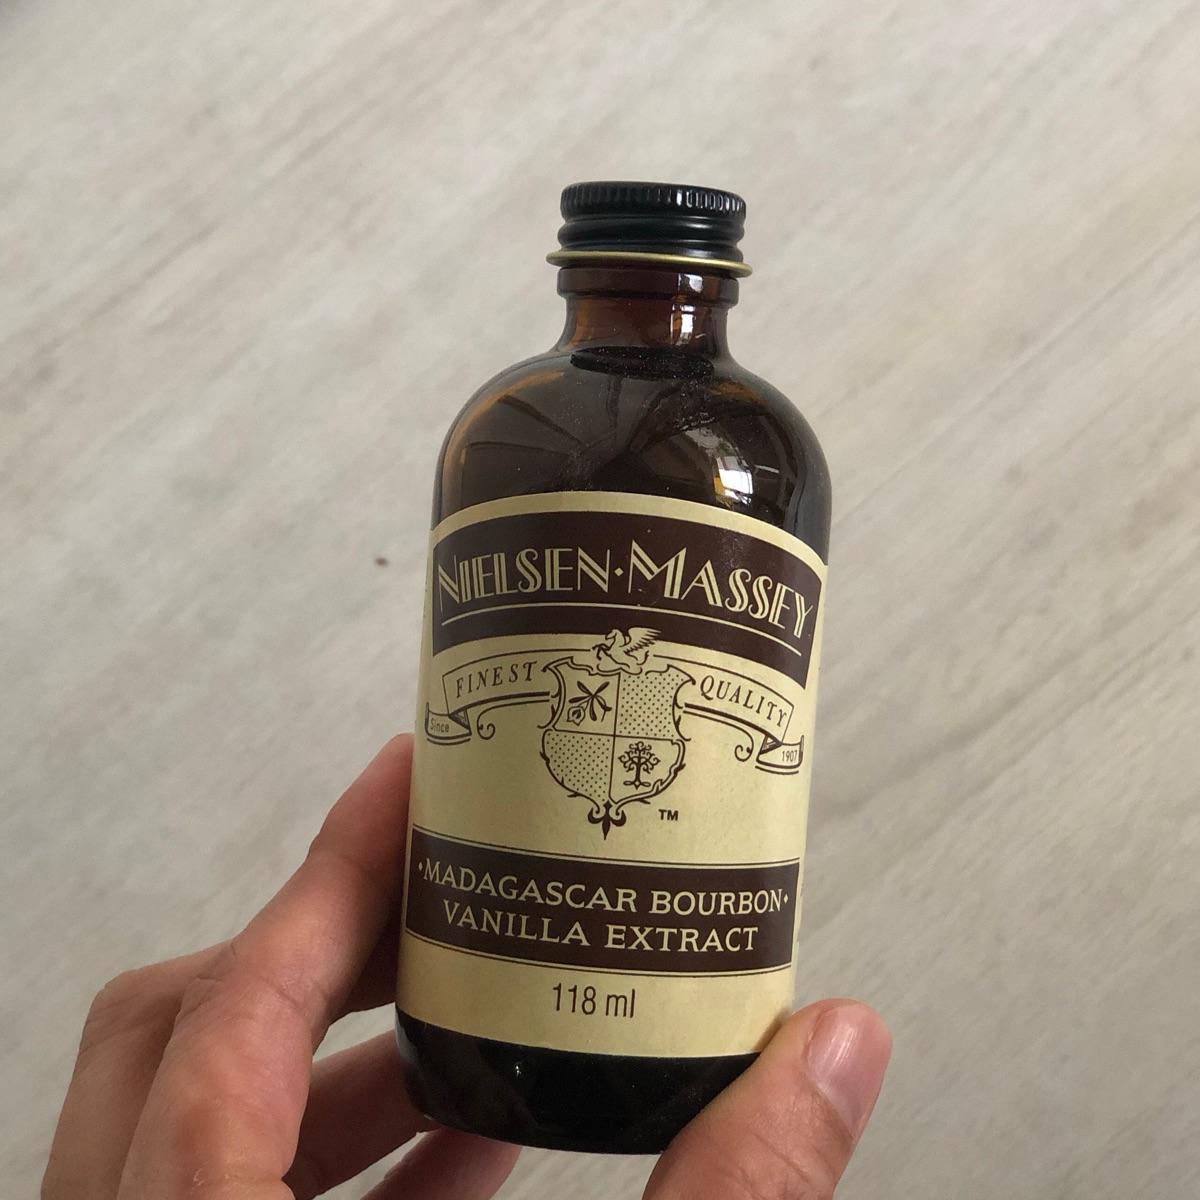 NIELSEN·MASSEY
FINEST QUALITY
Since 1907
TM
·MADAGASCAR BOURBON·
VANILLA EXTRACT
118 ml